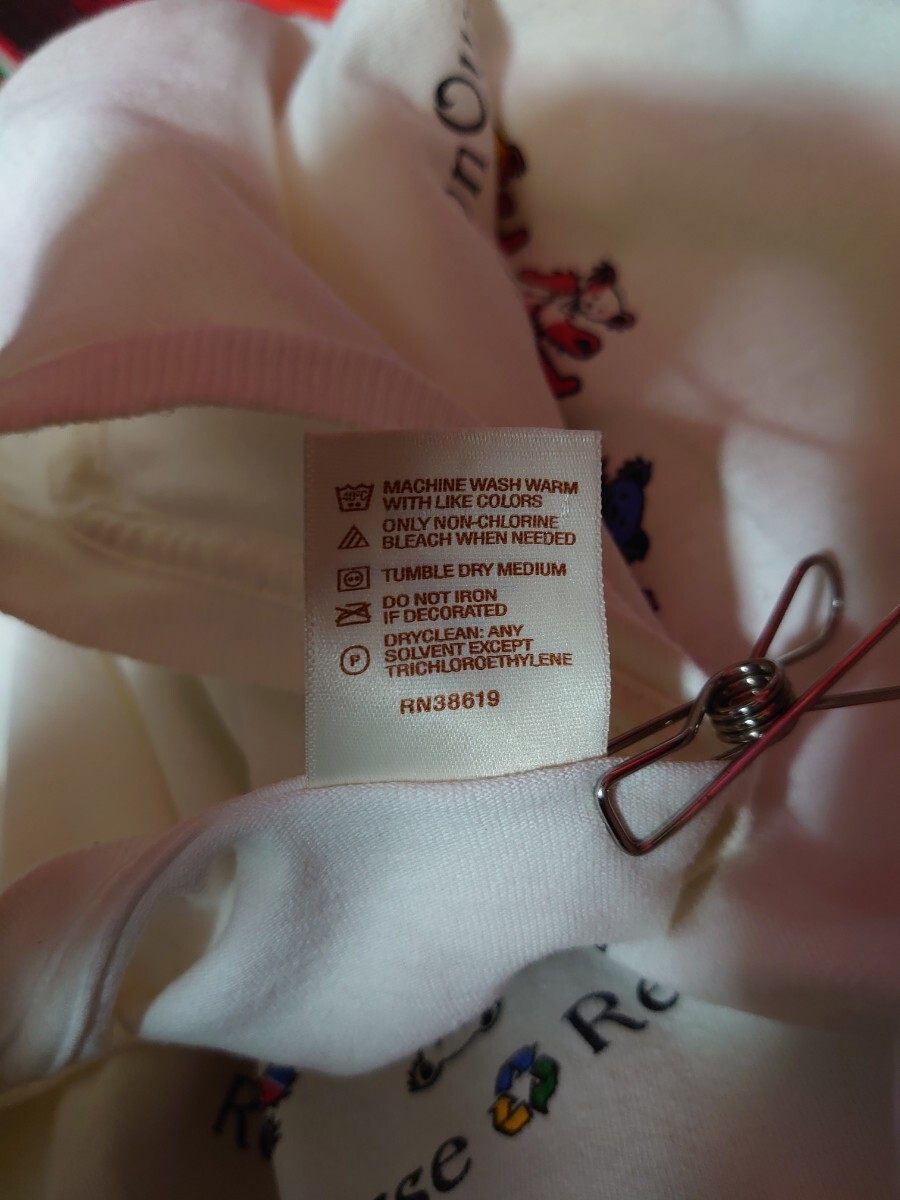 40°C
MACHINE WASH WARM
WITH LIKE COLORS
ONLY NON-CHLORINE
BLEACH WHEN NEEDED
TUMBLE DRY MEDIUM
DO NOT IRON
IF DECORATED
DRYCLEAN: ANY
P
SOLVENT EXCEPT
TRICHLOROETHYLENE
RN38619